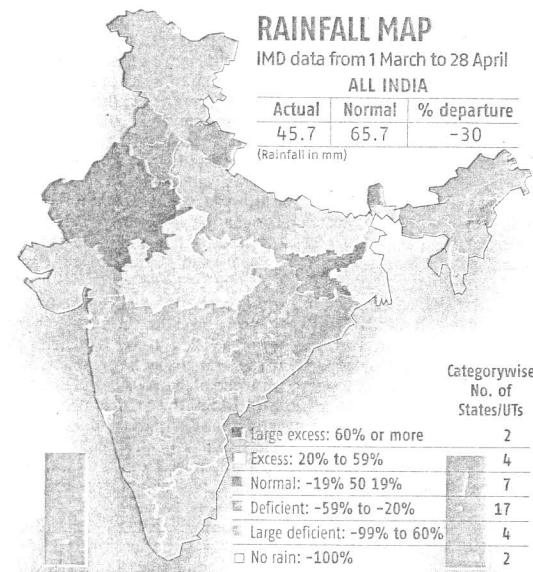 RAINFALL MAP
IMD data from 1 March to 28 April
ALL INDIA
Actual Normal % departure
45.7 65.7 -30
(Rainfall in mm)
Categorywise
No. of
States/UTs
Large excess: 60% or more 2
Excess: 20% to 59% 4
Normal: -19% 50 19% 7
Deficient: -59% to -20% 17
Large deficient: -99% to 60% 4
No rain: -100% 2